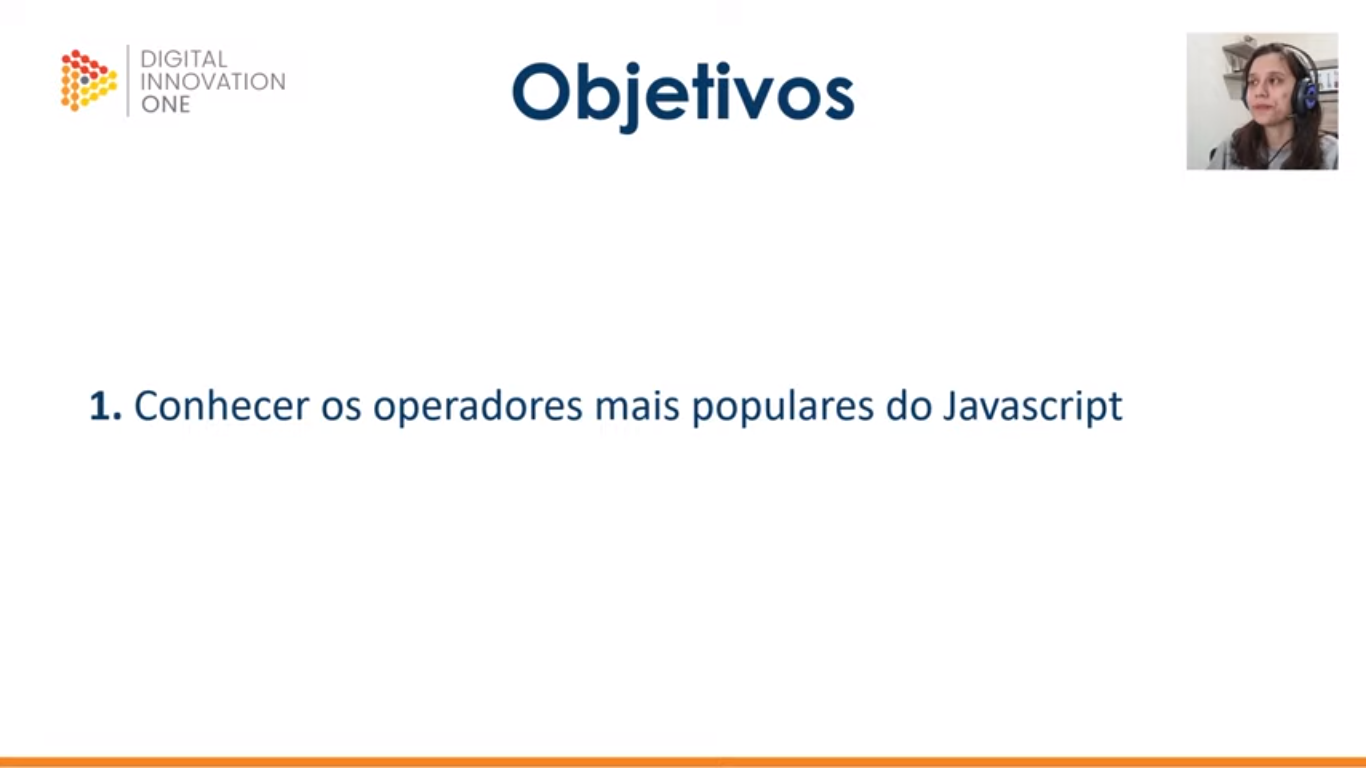 DIGITAL
INNOVATION
ONE
Objetivos
1. Conhecer os operadores mais populares do Javascript